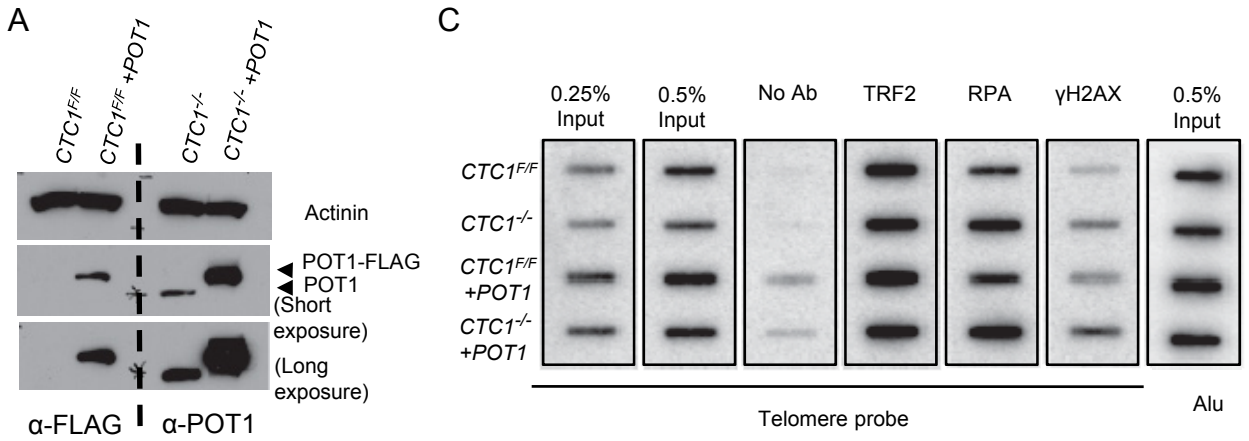 A
CTC1F/F
CTC1F/F +POT1
CTC1-/-
CTC1-/- +POT1
Actinin
POT1-FLAG
POT1
(Short
exposure)
(Long
exposure)
α-FLAG
α-POT1
C
0.25%
Input
0.5%
Input
No Ab
TRF2
RPA
γH2AX
0.5%
Input
CTC1F/F
CTC1-/-
CTC1F/F
+POT1
CTC1-/-
+POT1
Telomere probe
Alu